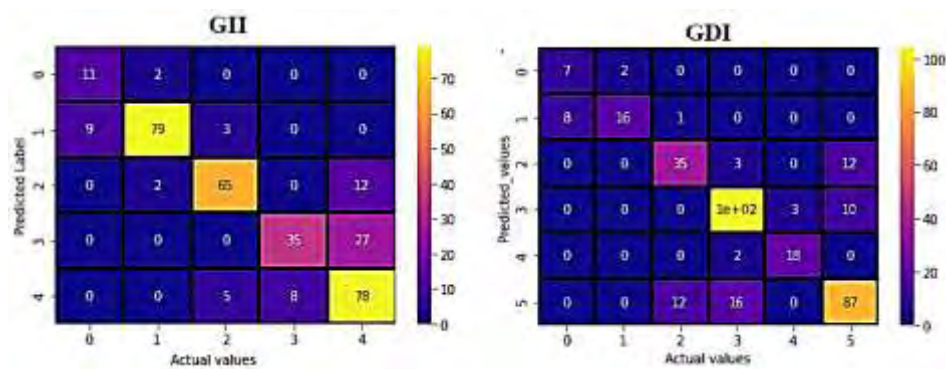 GII
GDI
Predicted Label
0
11 2 0 0 0
1
9 79 3 0 0
2
0 2 65 0 12
3
0 0 0 35 27
4
0 0 5 8 78
0 1 2 3 4
Actual values
70
60
50
40
30
20
10
0
Predicted_values
0
7 2 0 0 0 0
1
8 16 1 0 0 0
2
0 0 35 3 0 12
3
0 0 0 1e+02 3 10
4
0 0 0 2 18 0
5
0 0 12 16 0 87
0 1 2 3 4 5
Actual values
100
80
60
40
20
0